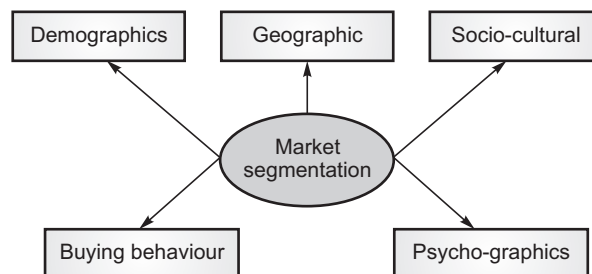 Demographics
Geographic
Socio-cultural
Market
segmentation
Buying behaviour
Psycho-graphics